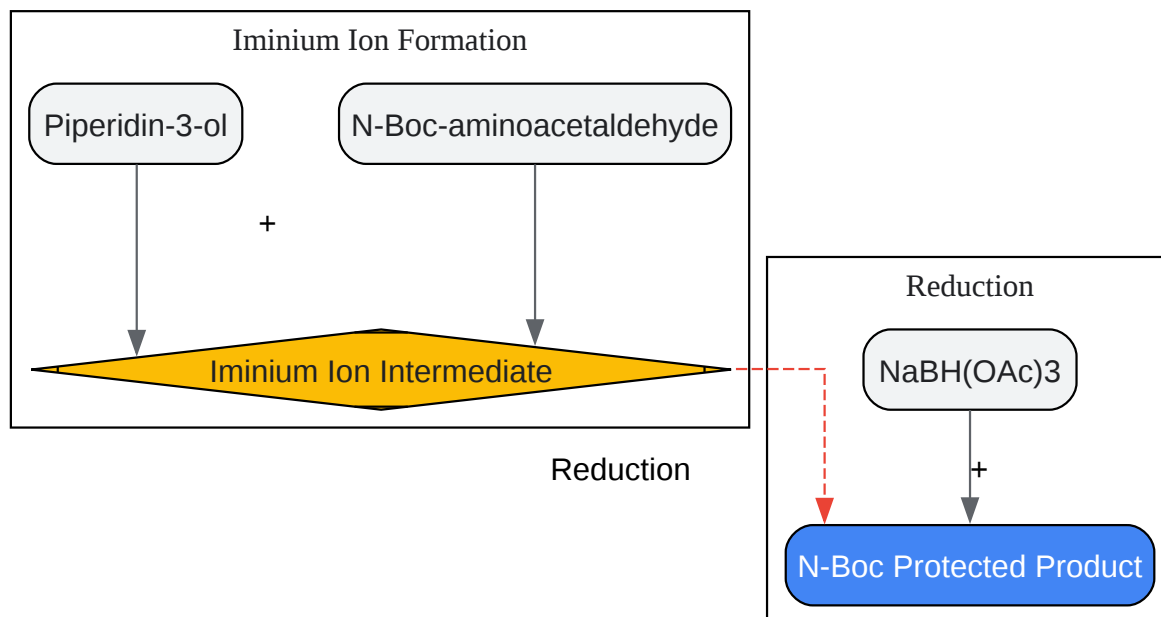 Iminium Ion Formation
Piperidin-3-ol
N-Boc-aminoacetaldehyde
+
Iminium Ion Intermediate
Reduction
Reduction
NaBH(OAc)3
+
N-Boc Protected Product